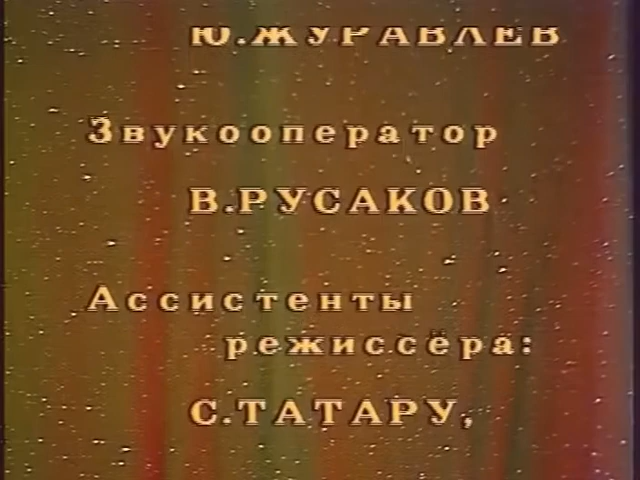 Ю.ЖУРАВЛЕВ
Звукооператор
В.РУСАКОВ
Ассистенты
режиссёра:
С.ТАТАРУ,